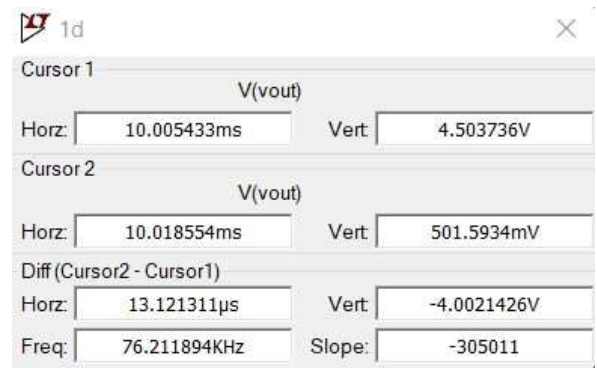 1d
Cursor 1
V(vout)
Horz: 10.005433ms Vert: 4.503736V
Cursor 2
V(vout)
Horz: 10.018554ms Vert: 501.5934mV
Diff (Cursor2 - Cursor1)
Horz: 13.121311µs Vert: -4.0021426V
Freq: 76.211894KHz Slope: -305011